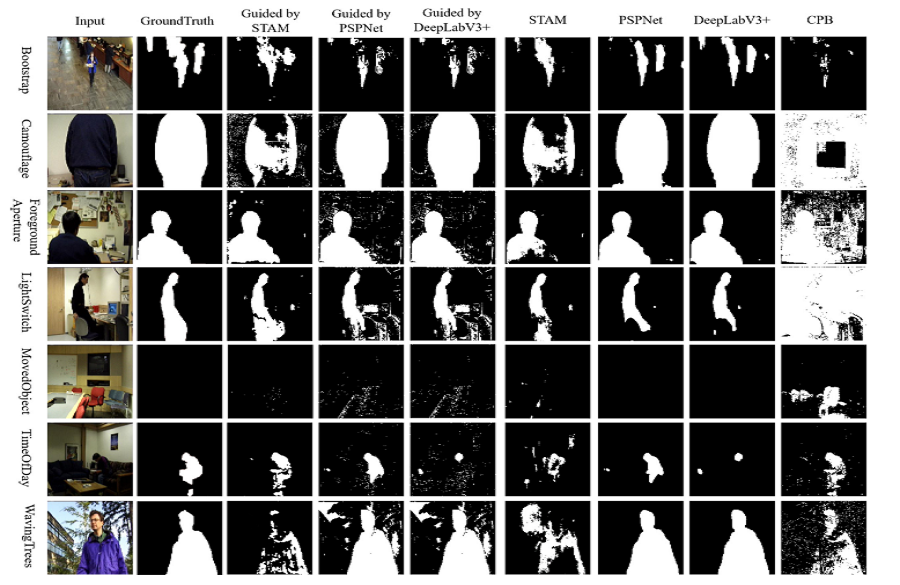 Input
GroundTruth
Guided by
STAM
Guided by
PSPNet
Guided by
DeepLabV3+
STAM
PSPNet
DeepLabV3+
CPB
Bootstrap
Camouflage
Foreground
Aperture
LightSwitch
MovedObject
TimeOfDay
WavingTrees